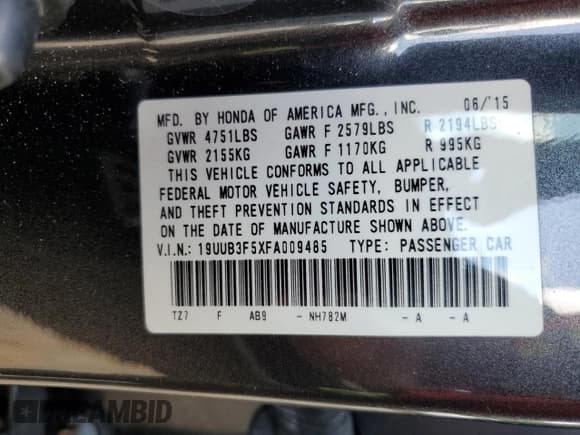 MFD. BY HONDA OF AMERICA MFG., INC. 06/'15
GVWR 4751LBS GAWR F 2579LBS R 2194LBS
GVWR 2155KG GAWR F 1170KG R 995KG
THIS VEHICLE CONFORMS TO ALL APPLICABLE
FEDERAL MOTOR VEHICLE SAFETY, BUMPER,
AND THEFT PREVENTION STANDARDS IN EFFECT
ON THE DATE OF MANUFACTURE SHOWN ABOVE.
V.I.N.: 19UUB3F5XFA009485 TYPE: PASSENGER CAR
TZ7 F AB9 - NH782M - A - A
DREAMBID